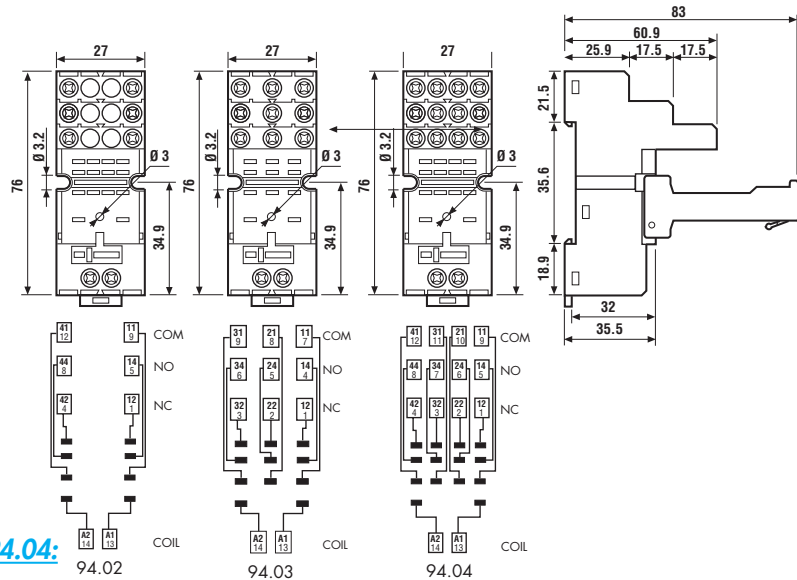 83
60.9
27 27 27 25.9 17.5 17.5
21.5
Ø 3.2 Ø 3.2 Ø 3.2
Ø 3 Ø 3
76 76 76 35.6
34.9 34.9 34.9
18.9
32
35.5
41 12 11 9 COM
44 8 14 5 NO
42 4 12 1 NC
A2 14 A1 13 COIL
94.02
31 9 21 8 11 7 COM
34 6 24 5 14 4 NO
32 3 22 2 12 1 NC
A2 14 A1 13 COIL
94.03
41 12 31 11 21 10 11 9 COM
44 8 34 7 24 6 14 5 NO
42 4 32 3 22 2 12 1 NC
A2 14 A1 13 COIL
94.04
94.04: